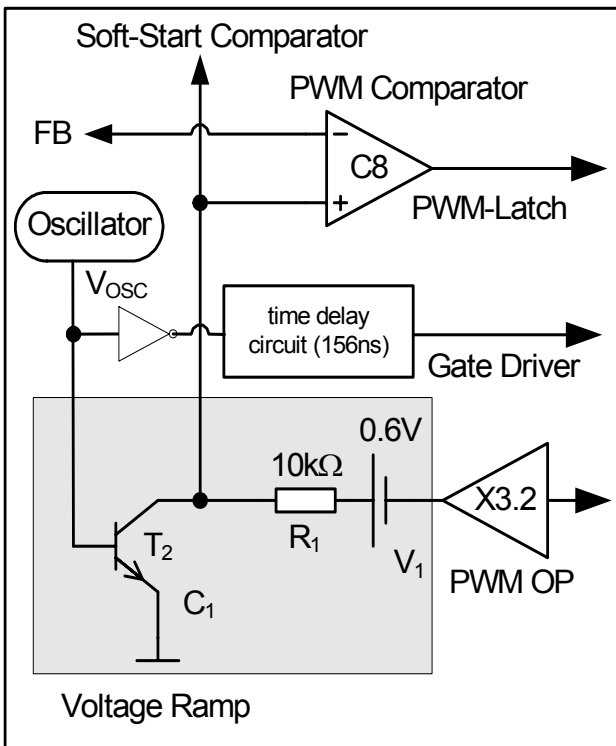 Soft-Start Comparator
PWM Comparator
FB
−
C8
+
PWM-Latch
Oscillator
V_OSC
time delay
circuit (156ns)
Gate Driver
0.6V
10kΩ
X3.2
R₁
V₁
PWM OP
T₂
C₁
Voltage Ramp